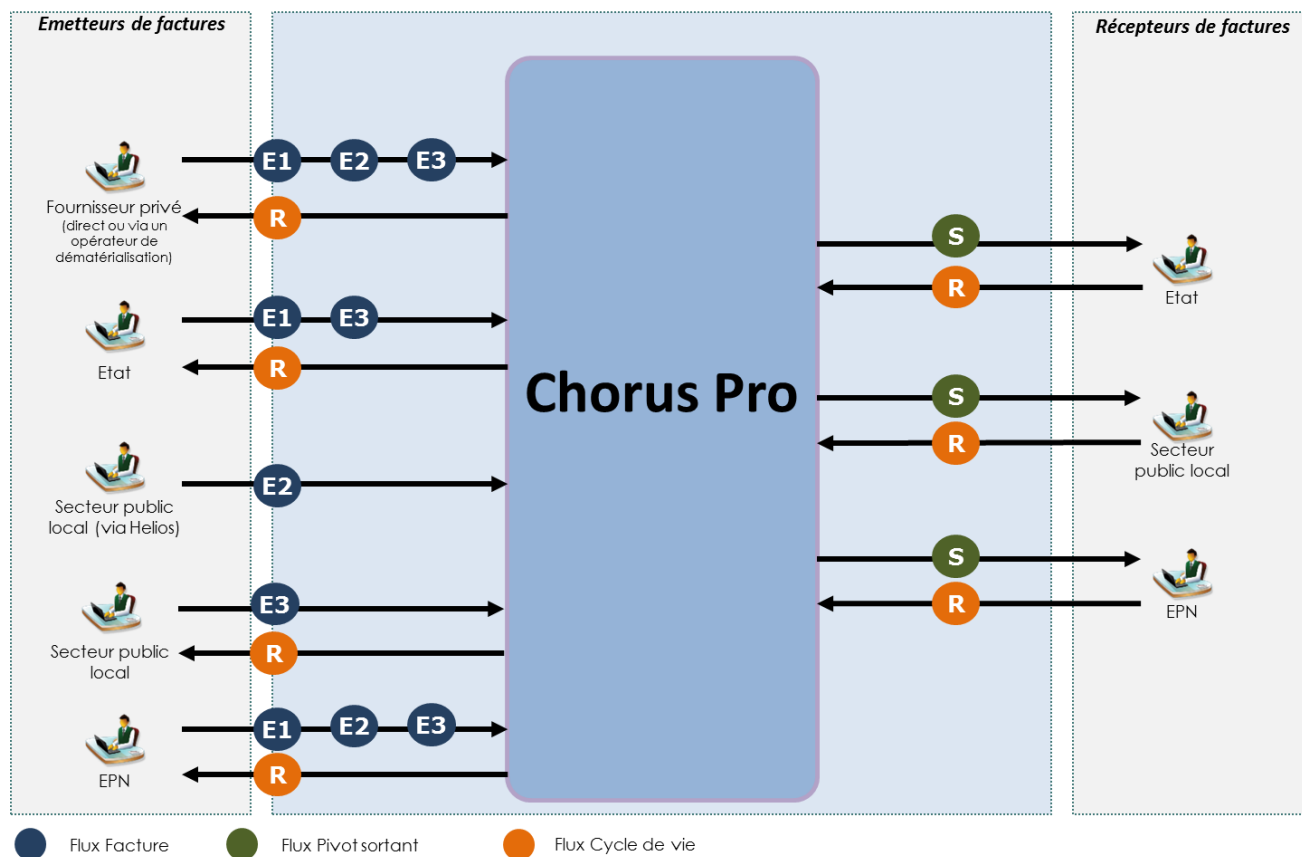 Emetteurs de factures
Récepteurs de factures
E1 E2 E3
Fournisseur privé
(direct ou via un
opérateur de
dématérialisation)
R
E1 E3
Etat
R
Chorus Pro
E2
Secteur public
local (via Helios)
E3
Secteur public
local
R
E1 E2 E3
EPN
R
S
R
Etat
S
R
Secteur
public local
S
R
EPN
Flux Facture
Flux Pivot sortant
Flux Cycle de vie